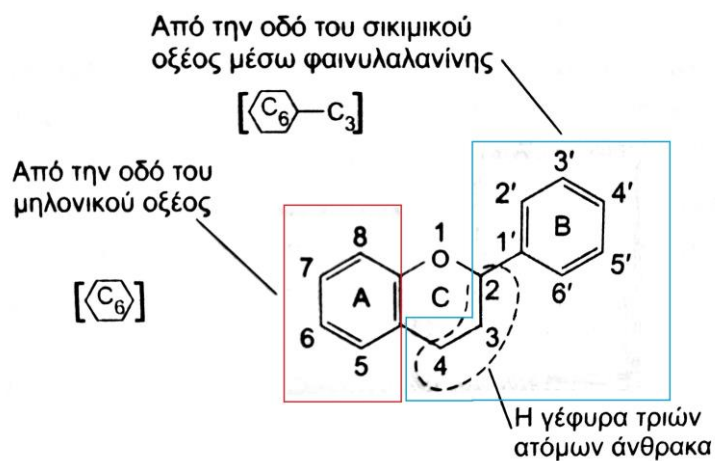 Από την οδό του σικιμικού
οξέος μέσω φαινυλαλανίνης
[C6—C3]
Από την οδό του
μηλονικού οξέος
[C6]
3'
2'
4'
B
1'
5'
6'
1
8
O
7
A
C
2
6
3
5
4
Η γέφυρα τριών
ατόμων άνθρακα